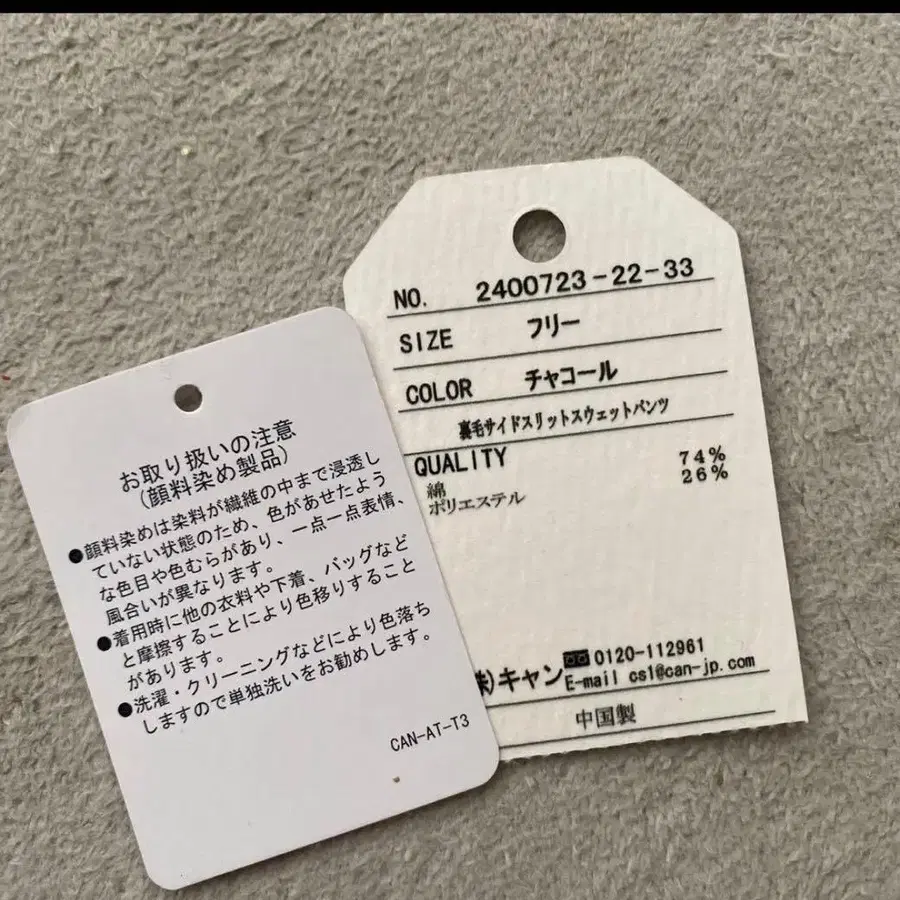 お取り扱いの注意
(顔料染め製品)
●顔料染めは染料が繊維の中まで浸透し
ていない状態のため、色があせたよう
な色目や色むらがあり、一点一点表情、
風合いが異なります。
●着用時に他の衣料や下着、バッグなど
と摩擦することにより色移りすること
があります。
●洗濯・クリーニングなどにより色落ち
しますので単独洗いをお勧めします。
CAN-AT-T3
NO. 2400723-22-33
SIZE フリー
COLOR チャコール
裏毛サイドスリットスウェットパンツ
QUALITY
綿 74%
ポリエステル 26%
株)キャン 0120-112961
E-mail cs1@can-jp.com
中国製